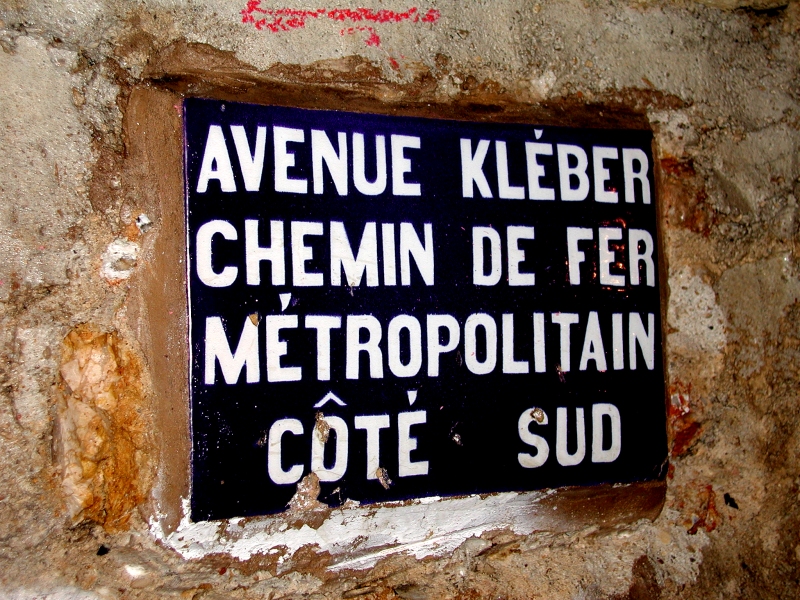 AVENUE KLÉBER
CHEMIN DE FER
MÉTROPOLITAIN
CÔTÉ SUD